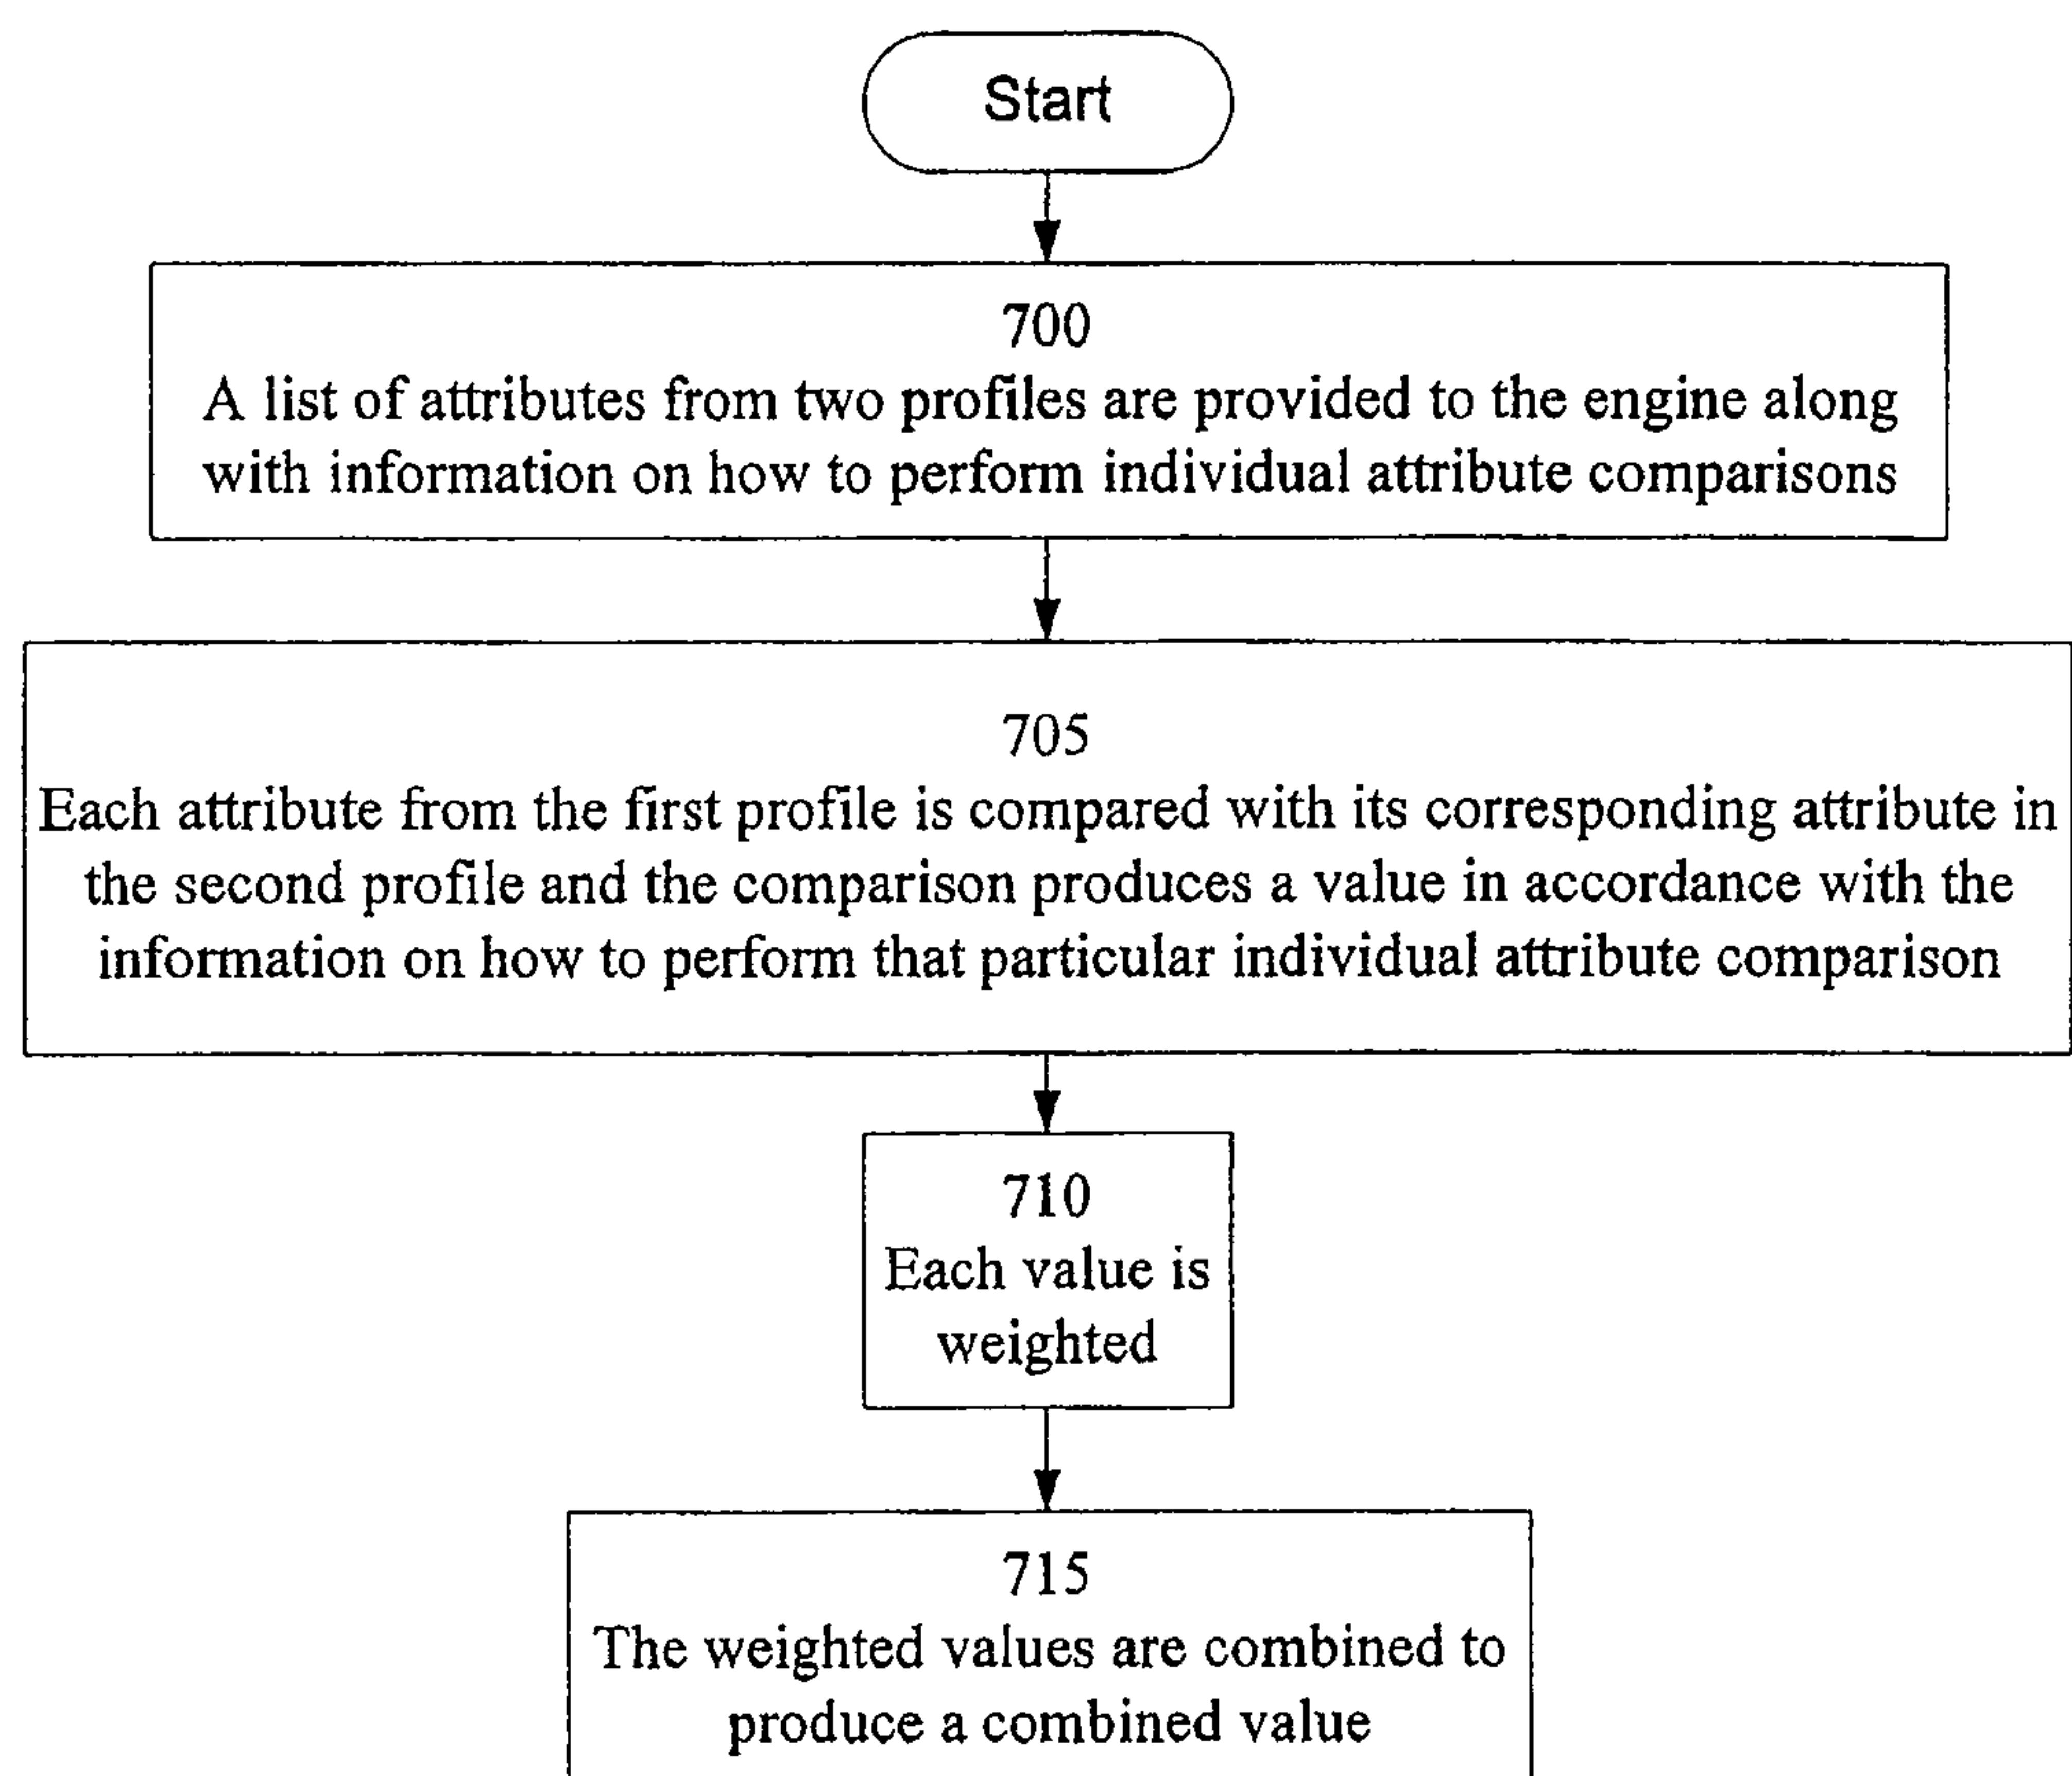 Start
700
A list of attributes from two profiles are provided to the engine along
with information on how to perform individual attribute comparisons
705
Each attribute from the first profile is compared with its corresponding attribute in
the second profile and the comparison produces a value in accordance with the
information on how to perform that particular individual attribute comparison
710
Each value is
weighted
715
The weighted values are combined to
produce a combined value